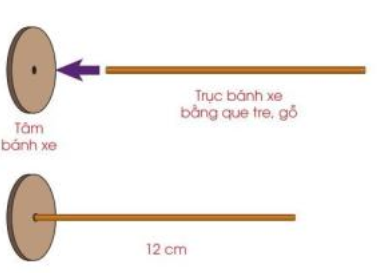 Trục bánh xe
bằng que tre, gỗ
Tâm
bánh xe
12 cm